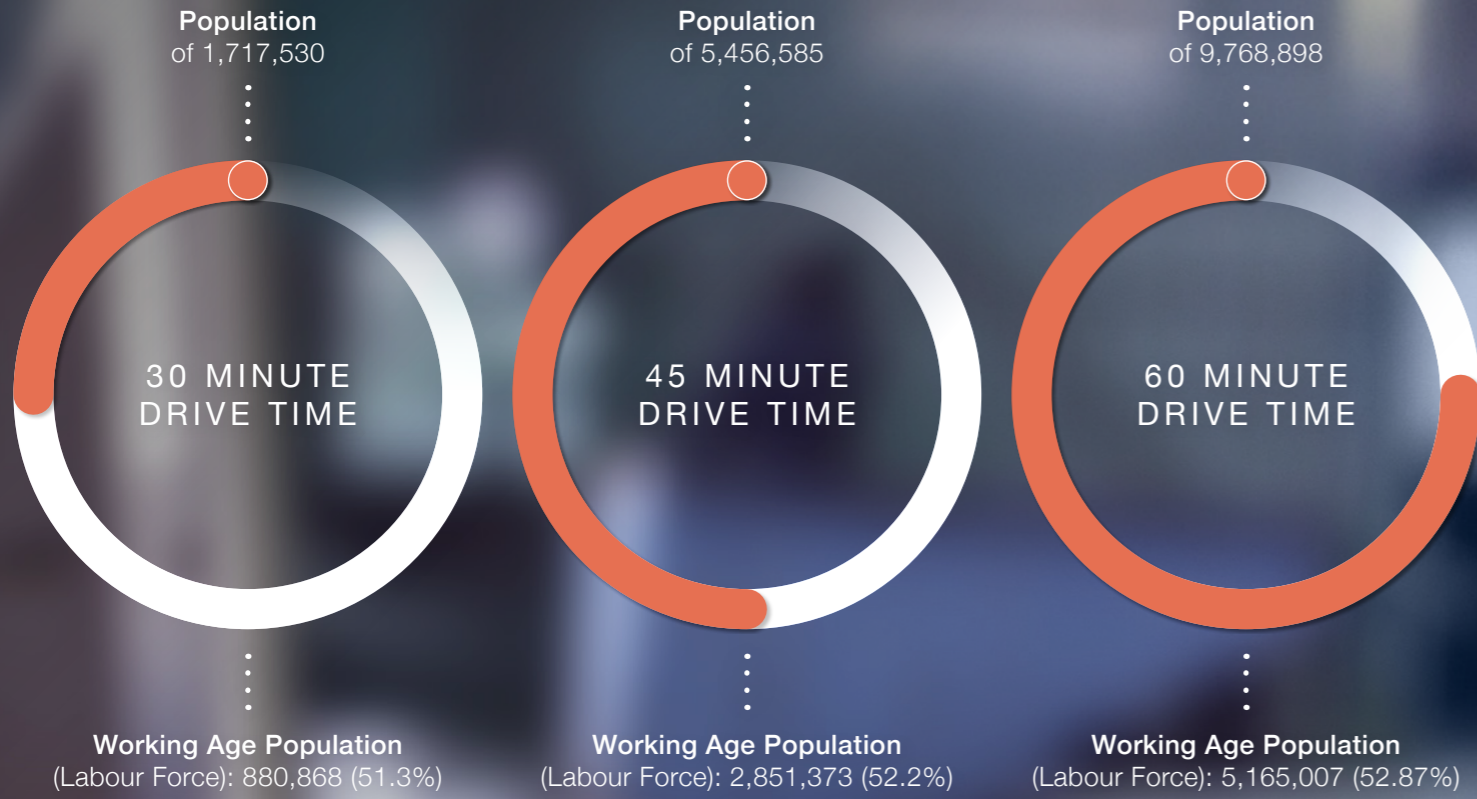 Population
of 1,717,530
30 MINUTE
DRIVE TIME
Working Age Population
(Labour Force): 880,868 (51.3%)
Population
of 5,456,585
45 MINUTE
DRIVE TIME
Working Age Population
(Labour Force): 2,851,373 (52.2%)
Population
of 9,768,898
60 MINUTE
DRIVE TIME
Working Age Population
(Labour Force): 5,165,007 (52.87%)